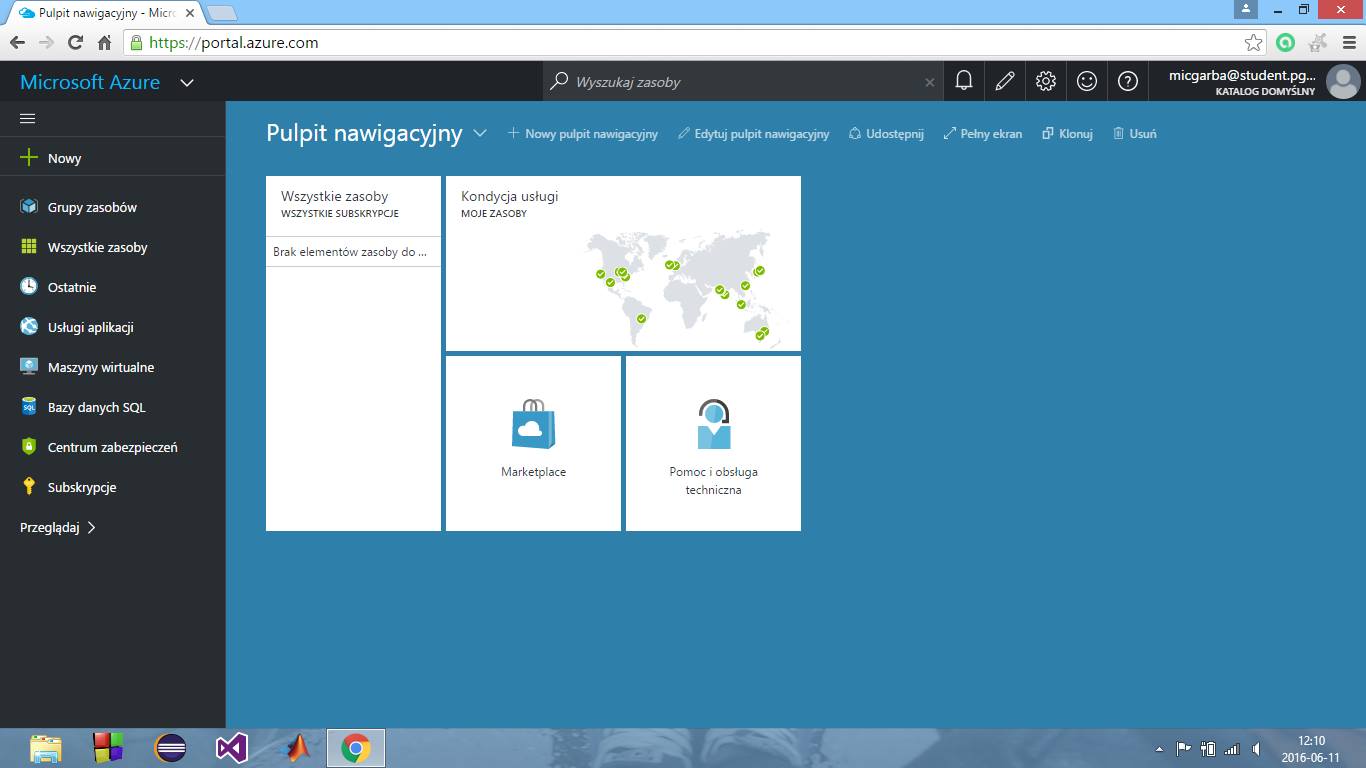 Pulpit nawigacyjny - Micr
https://portal.azure.com
Microsoft Azure
Wyszukaj zasoby
micgarba@student.pg...
KATALOG DOMYŚLNY
Pulpit nawigacyjny
Nowy pulpit nawigacyjny
Edytuj pulpit nawigacyjny
Udostępnij
Pełny ekran
Klonuj
Usuń
Nowy
Grupy zasobów
Wszystkie zasoby
Ostatnie
Usługi aplikacji
Maszyny wirtualne
Bazy danych SQL
Centrum zabezpieczeń
Subskrypcje
Przeglądaj
Wszystkie zasoby
WSZYSTKIE SUBSKRYPCJE
Brak elementów zasoby do ...
Kondycja usługi
MOJE ZASOBY
Marketplace
Pomoc i obsługa
techniczna
SQL
12:10
2016-06-11